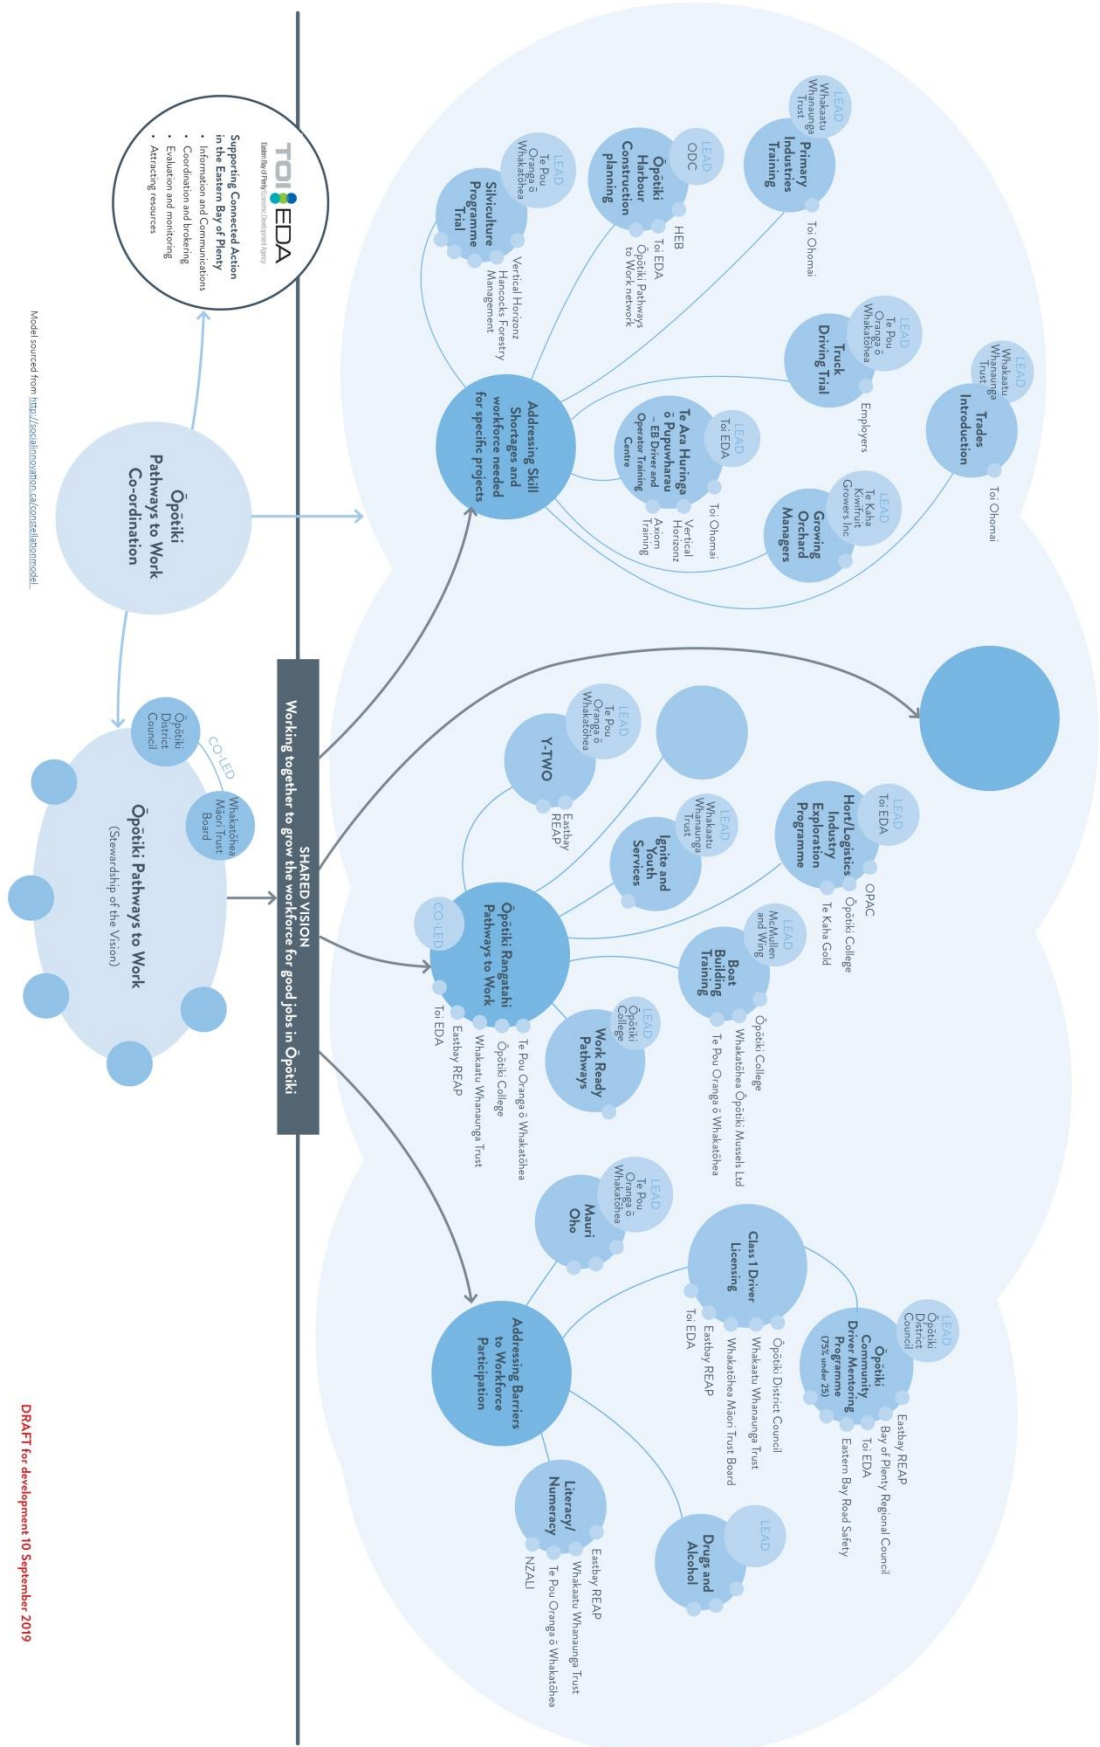 LEAD
Whakaatu
Whanaunga
Trust
Primary
Industries
Training
Toi Ohomai
LEAD
ODC
Ōpōtiki
Harbour
Construction
planning
HEB
Toi EDA
Ōpōtiki Pathways
to Work network
LEAD
Te Pou
Oranga ō
Whakatōhea
Silviculture
Programme
Trial
Vertical Horizonz
Hancocks Forestry
Management
LEAD
Te Pou
Oranga ō
Whakatōhea
Truck
Driving Trial
Employers
LEAD
Whakaatu
Whanaunga
Trust
Trades
Introduction
Toi Ohomai
LEAD
Toi EDA
Te Ara Huringa
ō Pupuwharau
– EB Driver and
Operator Training
Centre
Toi Ohomai
Vertical
Horizonz
Axiom
Training
LEAD
Te Kaha
Kiwifruit
Growers Inc
Growing
Orchard
Managers
Addressing Skill
Shortages and
workforce needed
for specific projects
LEAD
Te Pou
Oranga ō
Whakatōhea
Y-TWO
Eastbay
REAP
LEAD
Whakaatu
Whanaunga
Trust
Ignite and
Youth
Services
LEAD
Toi EDA
Hort/Logistics
Industry
Exploration
Programme
OPAC
Ōpōtiki College
Te Kaha Gold
LEAD
McMullen
and Wing
Boat
Building
Training
Ōpōtiki College
Whakatōhea Ōpōtiki Mussels Ltd
Te Pou Oranga ō Whakatōhea
LEAD
Ōpōtiki
College
Work Ready
Pathways
Ōpōtiki Rangatahi
Pathways to Work
CO-LED
Te Pou Oranga ō Whakatōhea
Ōpōtiki College
Whakaatu Whanaunga Trust
Eastbay REAP
Toi EDA
LEAD
Te Pou
Oranga ō
Whakatōhea
Mauri
Oho
Class 1 Driver
Licensing
Ōpōtiki District Council
Whakaatu Whanaunga Trust
Whakatōhea Māori Trust Board
Eastbay REAP
Toi EDA
LEAD
Ōpōtiki
District
Council
Ōpōtiki
Community
Driver Mentoring
Programme
(75% under 25)
Eastbay REAP
Bay of Plenty Regional Council
Toi EDA
Eastern Bay Road Safety
Addressing Barriers
to Workforce
Participation
LEAD
Drugs and
Alcohol
Literacy/
Numeracy
Eastbay REAP
Whakaatu Whanaunga Trust
Te Pou Oranga ō Whakatōhea
NZALI
SHARED VISION
Working together to grow the workforce for good jobs in Ōpōtiki
TOI EDA
Eastern Bay of Plenty Economic Development Agency
Supporting Connected Action
in the Eastern Bay of Plenty
• Information and Communications
• Coordination and brokering
• Evaluation and monitoring
• Attracting resources
Ōpōtiki
Pathways to Work
Co-ordination
Ōpōtiki
District
Council
CO-LED
Whakatōhea
Māori Trust
Board
Ōpōtiki Pathways to Work
(Stewardship of the Vision)
Model sourced from http://socialinnovation.ca/constellationmodel
DRAFT for development 10 September 2019